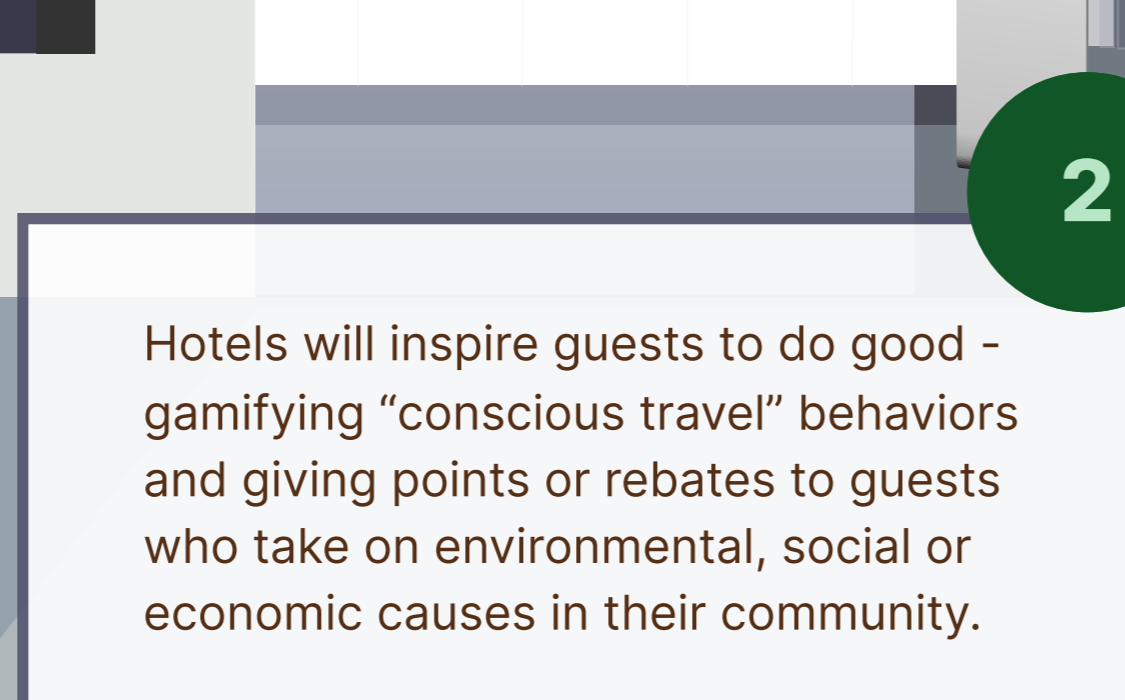 2
Hotels will inspire guests to do good -
gamifying “conscious travel” behaviors
and giving points or rebates to guests
who take on environmental, social or
economic causes in their community.